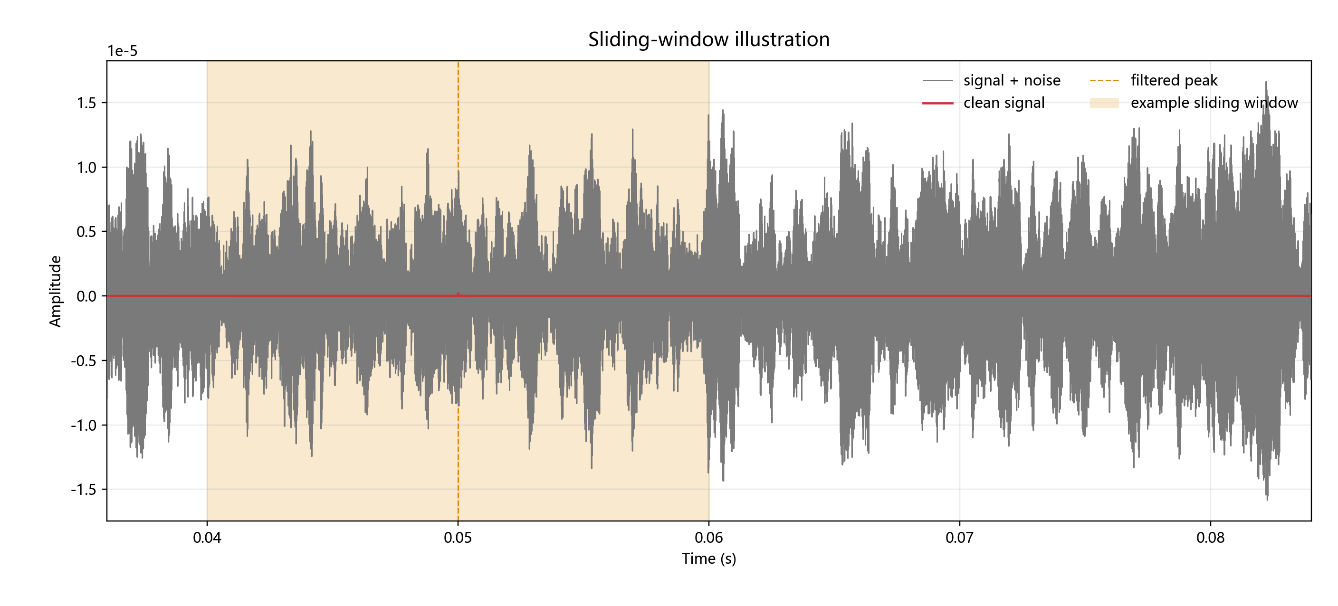 Sliding-window illustration
1e-5
signal + noise
clean signal
filtered peak
example sliding window
1.5
1.0
0.5
0.0
-0.5
-1.0
-1.5
Amplitude
0.04
0.05
0.06
0.07
0.08
Time (s)